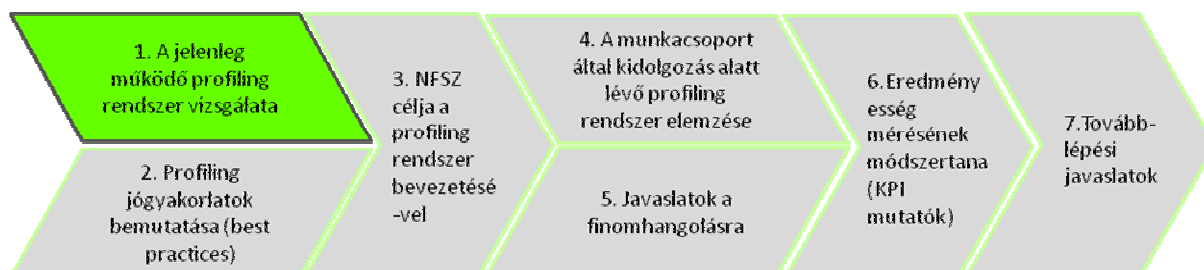 1. A jelenleg
működő profiling
rendszer vizsgálata
2. Profiling
jógyakorlatok
bemutatása (best
practices)
3. NFSZ
célja a
profiling
rendszer
bevezetésé
-vel
4. A munkacsoport
által kidolgozás alatt
lévő profiling
rendszer elemzése
5. Javaslatok a
finomhangolásra
6.Eredmény
esség
mérésének
módszertana
(KPI
mutatók)
7.Tovább-
lépési
javaslatok